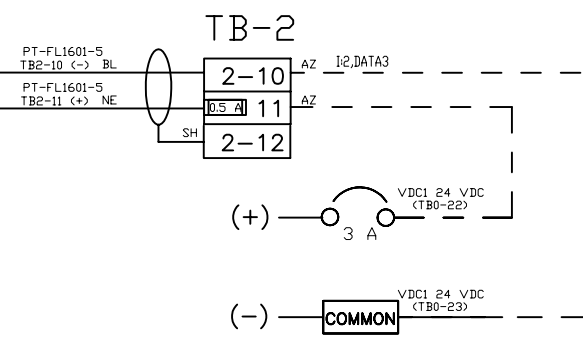 TB-2
PT-FL1601-5
TB2-10 (-) BL
2-10 AZ I:2,DATA3
PT-FL1601-5
TB2-11 (+) NE
0.5 A 11 AZ
SH 2-12
VDC1 24 VDC
(TB0-22)
(+)
3 A
VDC1 24 VDC
(TB0-23)
(-) COMMON